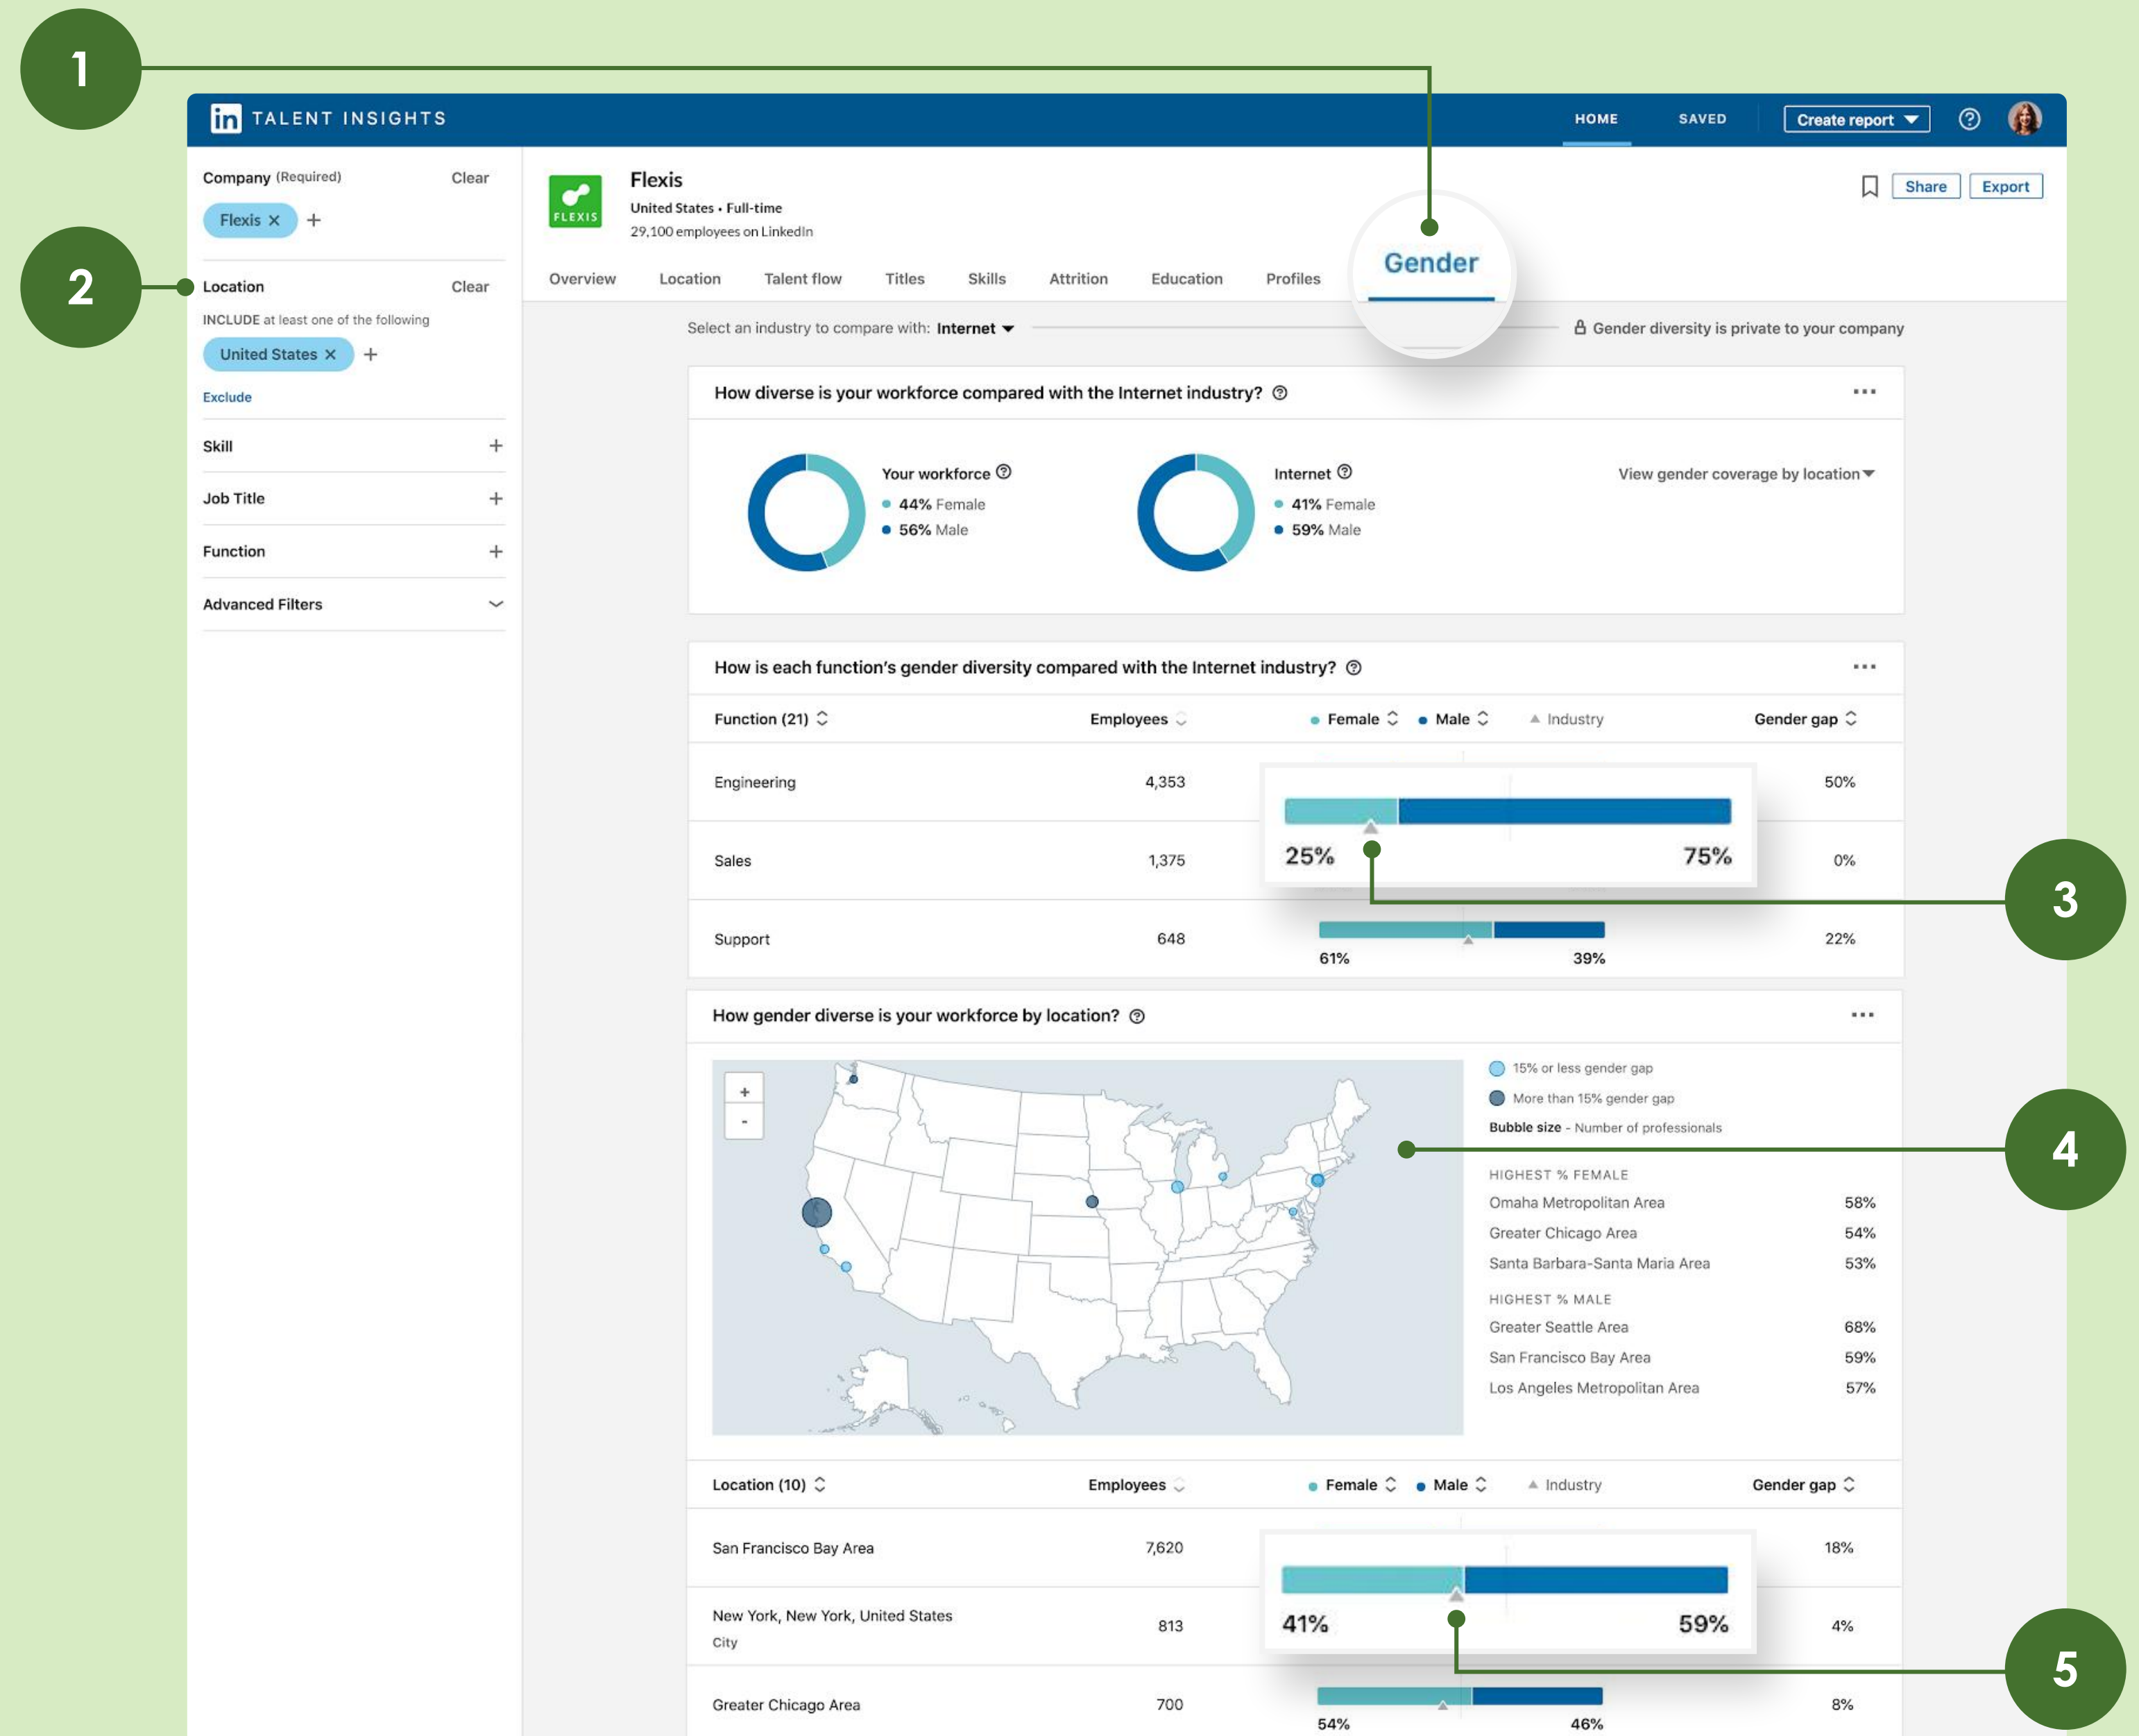 1
in TALENT INSIGHTS
HOME
SAVED
Create report
Company (Required)
Clear
Flexis ×
+
2
Location
Clear
INCLUDE at least one of the following
United States ×
+
Exclude
Skill
+
Job Title
+
Function
+
Advanced Filters
FLEXIS
Flexis
United States • Full-time
29,100 employees on LinkedIn
Share
Export
Overview
Location
Talent flow
Titles
Skills
Attrition
Education
Profiles
Gender
Select an industry to compare with: Internet
Gender diversity is private to your company
How diverse is your workforce compared with the Internet industry? ?
Your workforce ?
44% Female
56% Male
Internet ?
41% Female
59% Male
View gender coverage by location
How is each function's gender diversity compared with the Internet industry? ?
Function (21)
Employees
Female
Male
Industry
Gender gap
Engineering
4,353
25%
75%
50%
Sales
1,375
0%
3
Support
648
61%
39%
22%
How gender diverse is your workforce by location? ?
+
-
15% or less gender gap
More than 15% gender gap
Bubble size - Number of professionals
4
HIGHEST % FEMALE
Omaha Metropolitan Area 58%
Greater Chicago Area 54%
Santa Barbara-Santa Maria Area 53%
HIGHEST % MALE
Greater Seattle Area 68%
San Francisco Bay Area 59%
Los Angeles Metropolitan Area 57%
Location (10)
Employees
Female
Male
Industry
Gender gap
San Francisco Bay Area
7,620
41%
59%
18%
New York, New York, United States
City
813
4%
5
Greater Chicago Area
700
54%
46%
8%